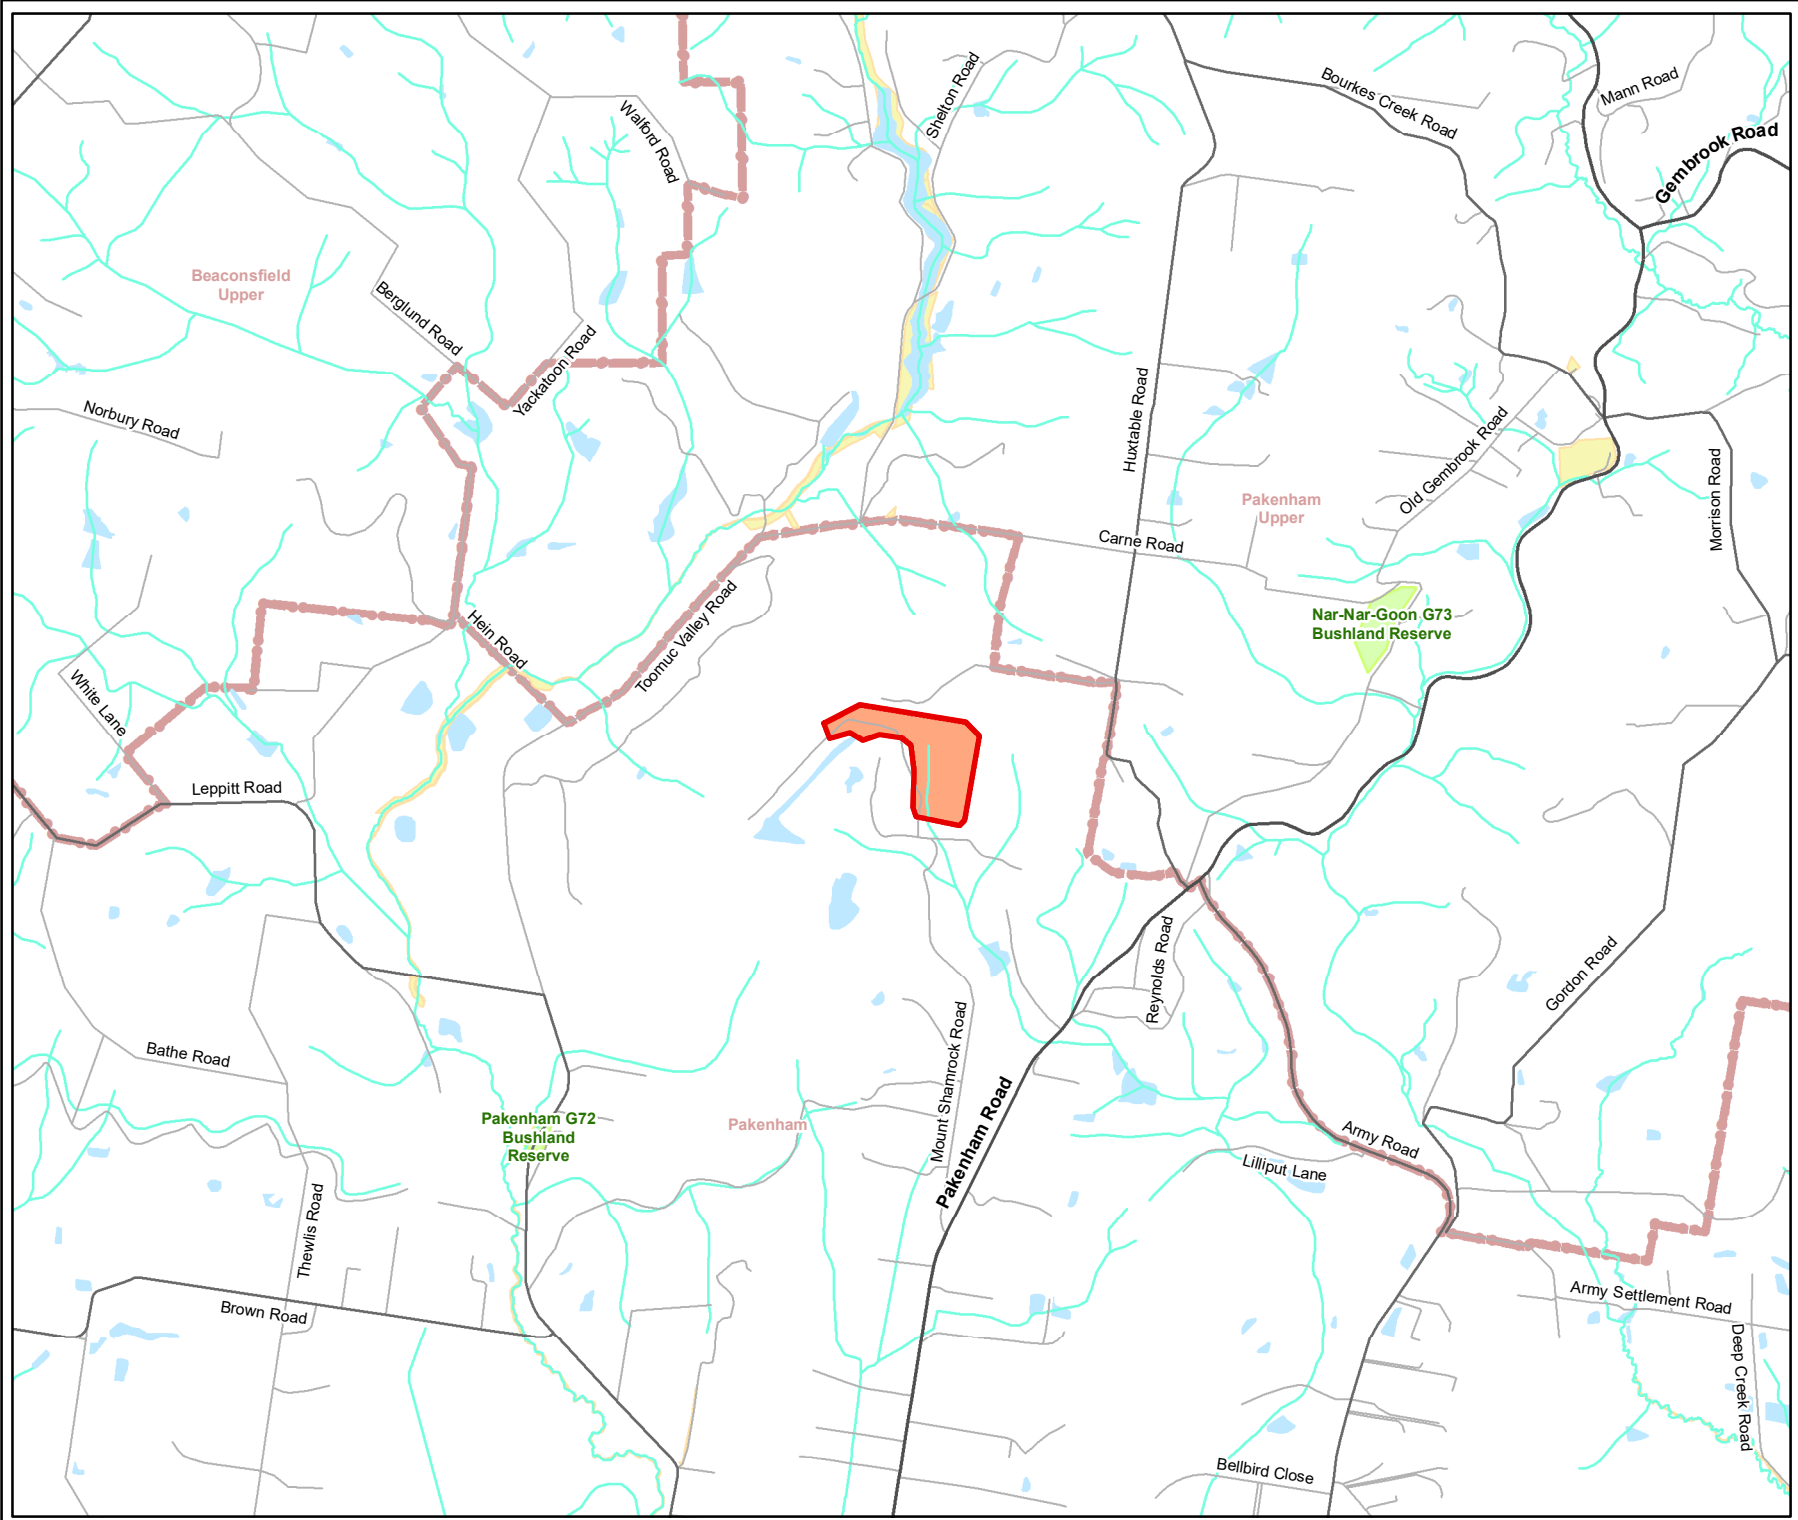 Shelton Road
Bourkes Creek Road
Mann Road
Gembrook Road
Walford Road
Beaconsfield
Upper
Berglund Road
Yackatoon Road
Norbury Road
Huxtable Road
Old Gembrook Road
Morrison Road
Pakenham
Upper
Carne Road
Nar-Nar-Goon G73
Bushland Reserve
Hein Road
Toomuc Valley Road
White Lane
Leppitt Road
Reynolds Road
Gordon Road
Bathe Road
Mount Shamrock Road
Pakenham Road
Pakenham G72
Bushland
Reserve
Pakenham
Army Road
Lilliput Lane
Thewlis Road
Brown Road
Army Settlement Road
Deep Creek Road
Bellbird Close